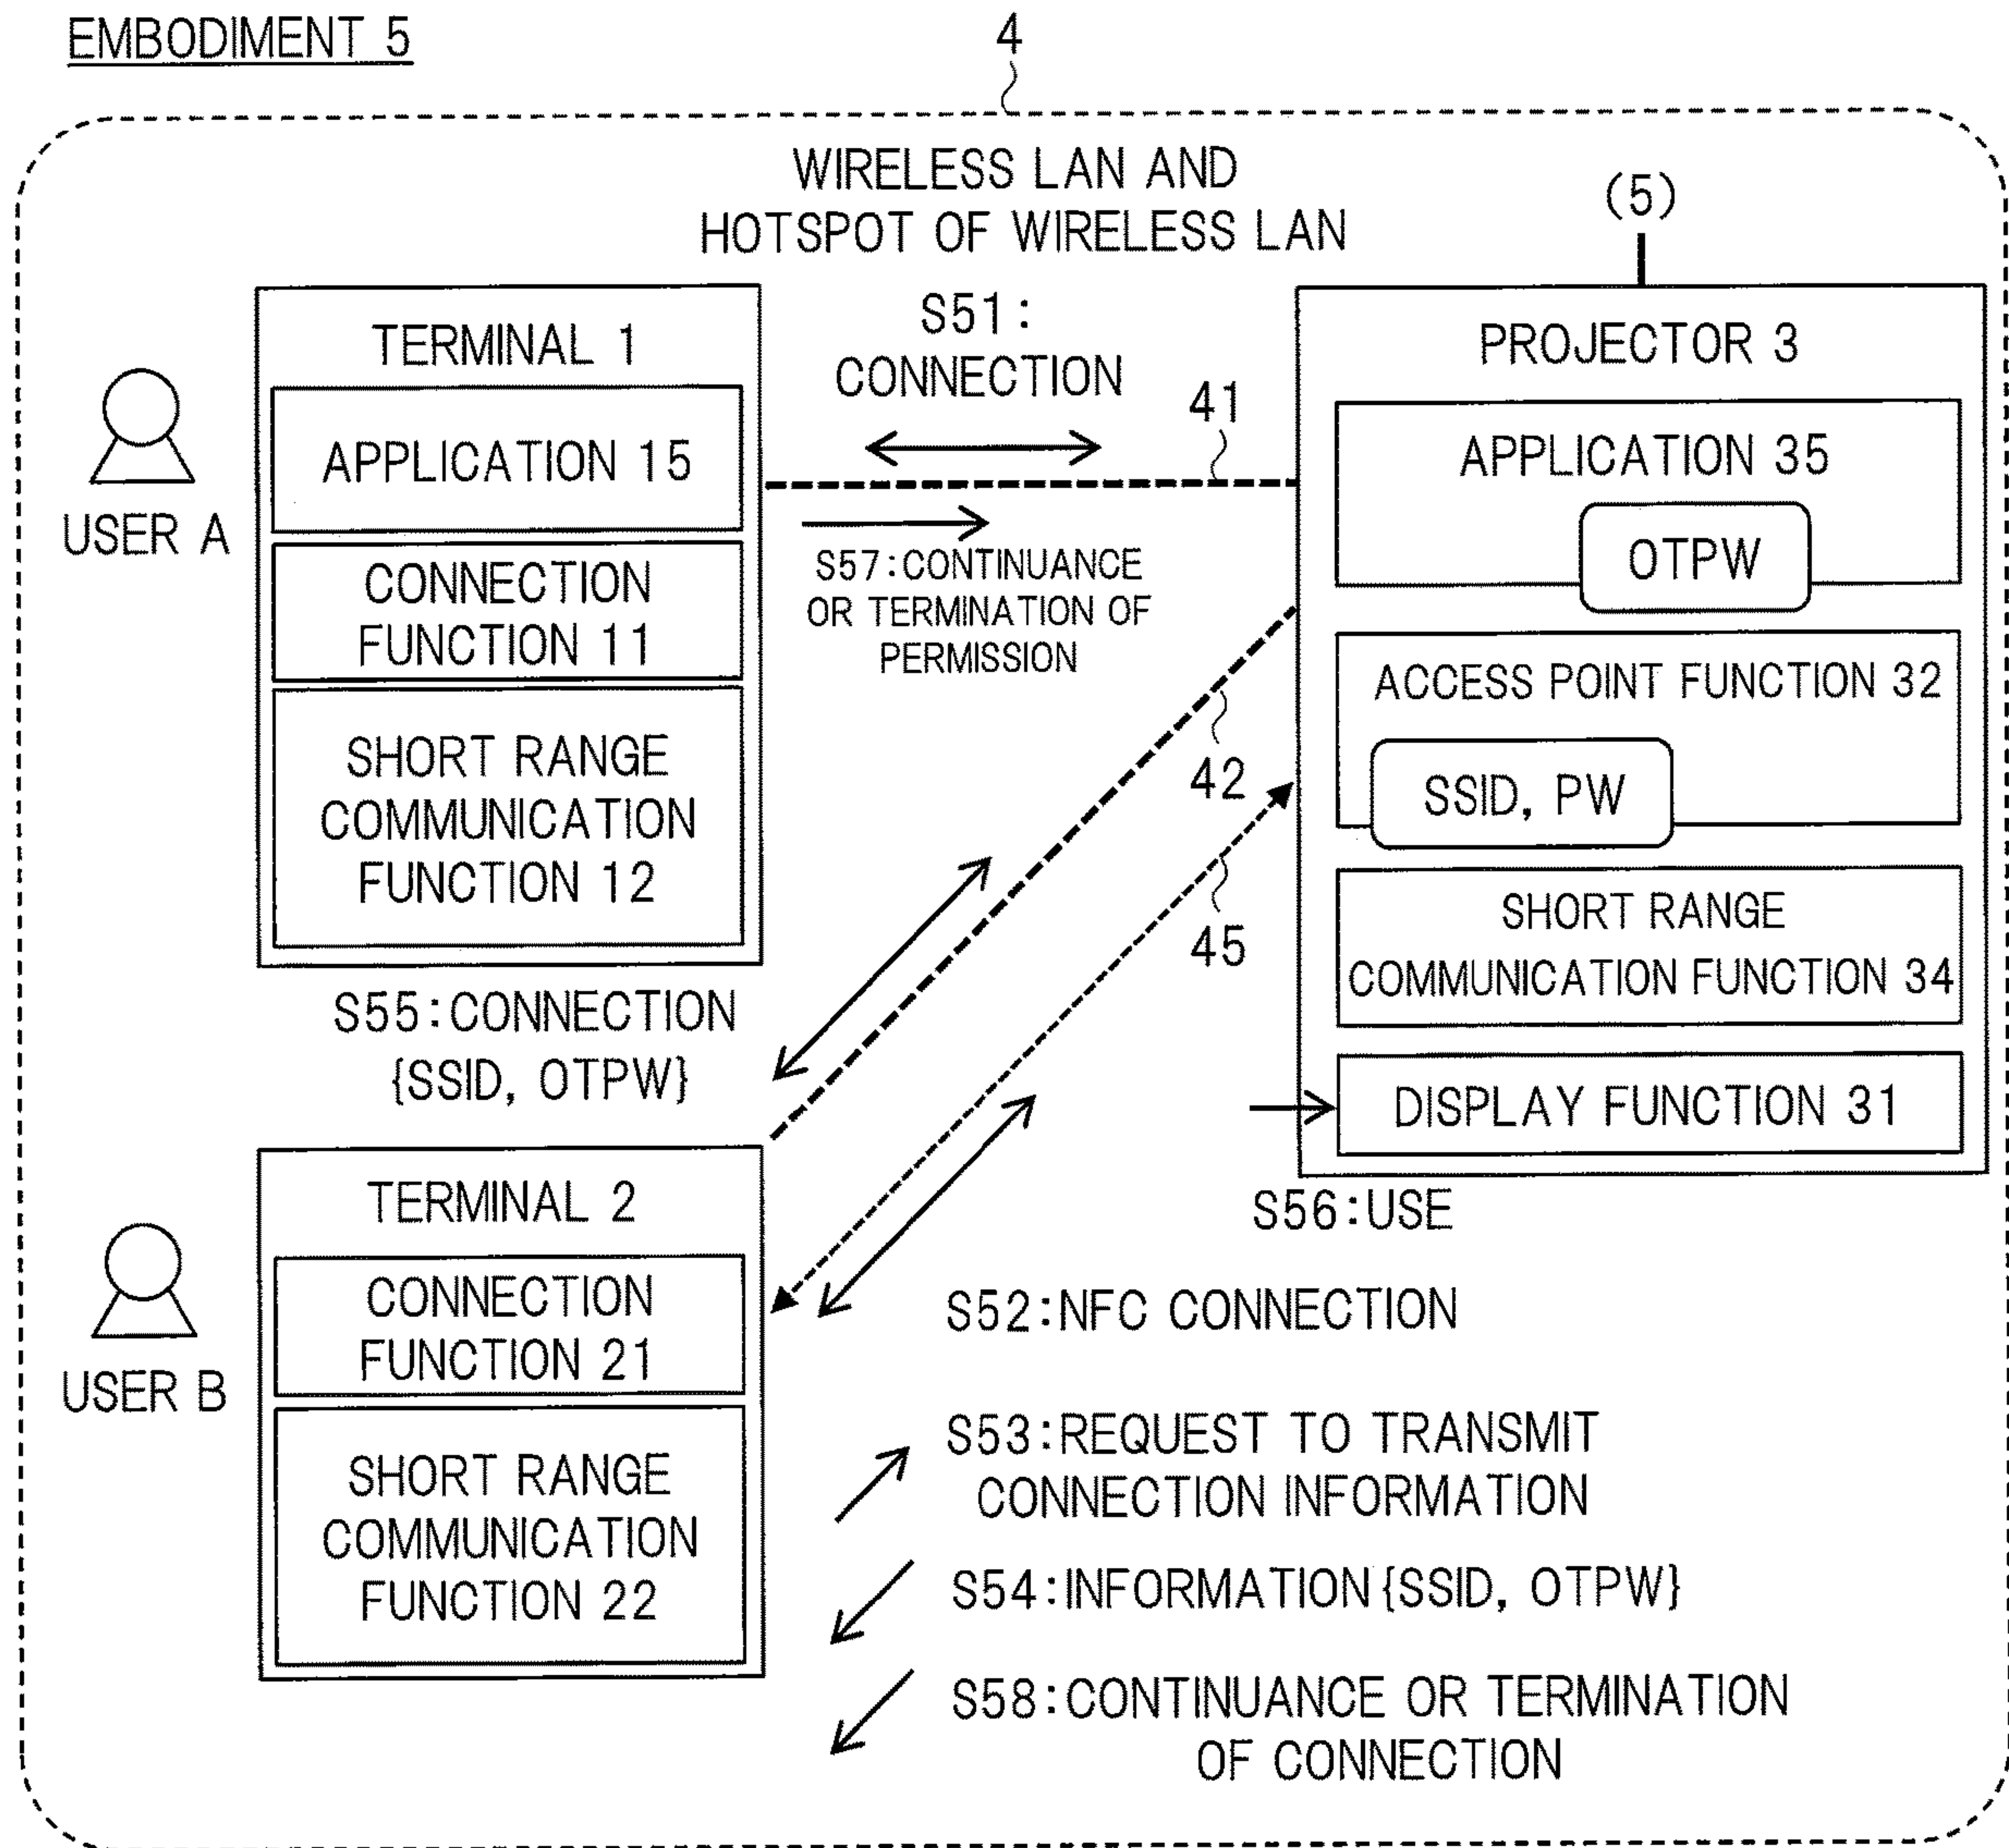 EMBODIMENT 5
4
WIRELESS LAN AND
HOTSPOT OF WIRELESS LAN
(5)
USER A
TERMINAL 1
APPLICATION 15
CONNECTION
FUNCTION 11
SHORT RANGE
COMMUNICATION
FUNCTION 12
S51:
CONNECTION
41
S57:CONTINUANCE
OR TERMINATION OF
PERMISSION
42
45
PROJECTOR 3
APPLICATION 35
OTPW
ACCESS POINT FUNCTION 32
SSID, PW
SHORT RANGE
COMMUNICATION FUNCTION 34
DISPLAY FUNCTION 31
S55:CONNECTION
{SSID, OTPW}
S56:USE
USER B
TERMINAL 2
CONNECTION
FUNCTION 21
SHORT RANGE
COMMUNICATION
FUNCTION 22
S52:NFC CONNECTION
S53:REQUEST TO TRANSMIT
CONNECTION INFORMATION
S54:INFORMATION{SSID, OTPW}
S58:CONTINUANCE OR TERMINATION
OF CONNECTION